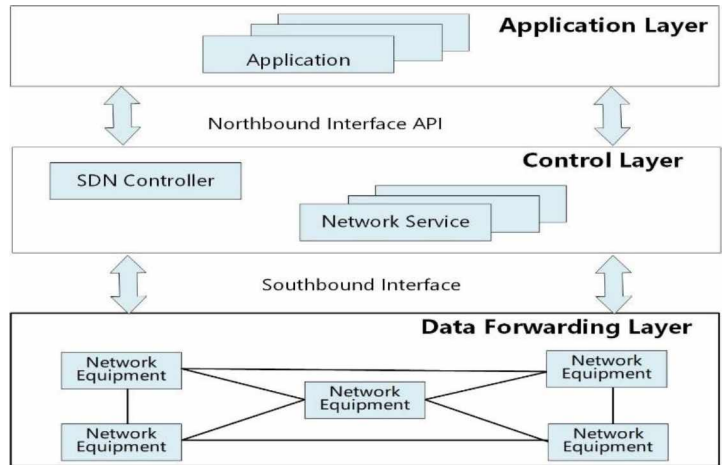 Application Layer
Application
Northbound Interface API
Control Layer
SDN Controller
Network Service
Southbound Interface
Data Forwarding Layer
Network
Equipment
Network
Equipment
Network
Equipment
Network
Equipment
Network
Equipment